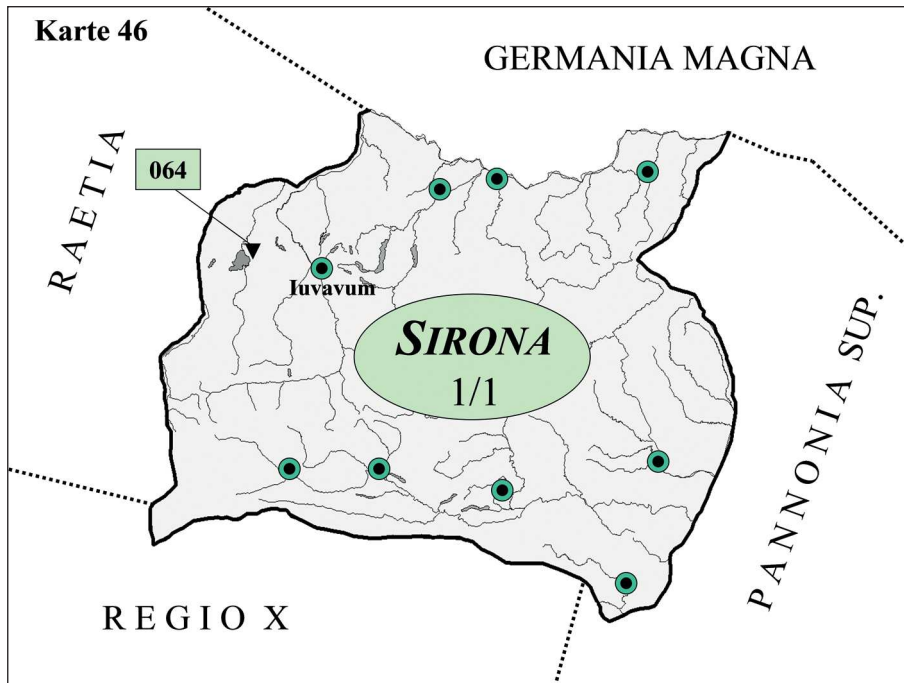 Karte 46
GERMANIA MAGNA
RAETIA
064
Iuvavum
SIRONA
1/1
PANNONIA SUP.
REGIO X